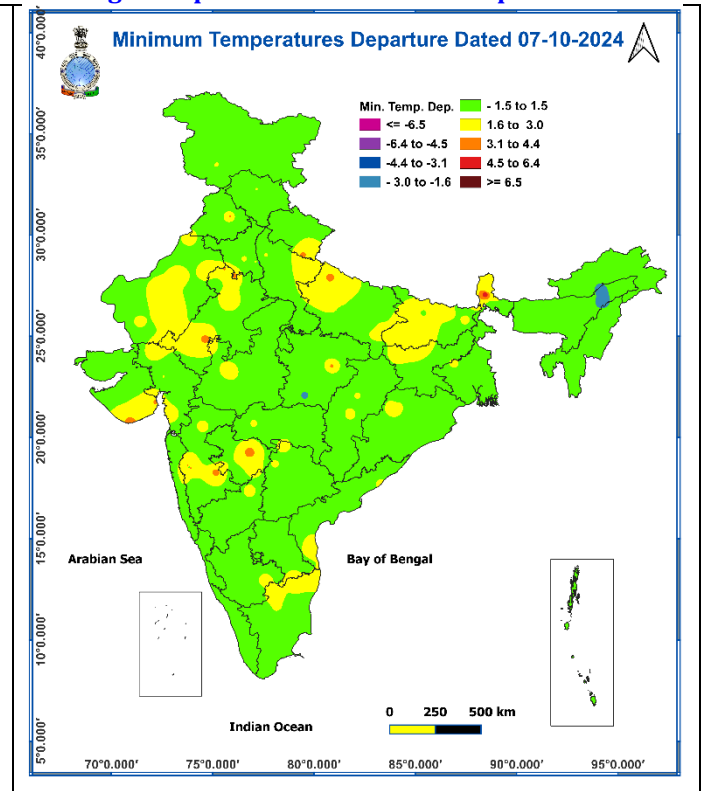 Minimum Temperatures Departure Dated 07-10-2024
Min. Temp. Dep.
<= -6.5
-6.4 to -4.5
-4.4 to -3.1
- 3.0 to -1.6
- 1.5 to 1.5
1.6 to 3.0
3.1 to 4.4
4.5 to 6.4
>= 6.5
40°0.000'
35°0.000'
30°0.000'
25°0.000'
20°0.000'
15°0.000'
10°0.000'
5°0.000'
Arabian Sea
Bay of Bengal
Indian Ocean
0 250 500 km
70°0.000' 75°0.000' 80°0.000' 85°0.000' 90°0.000' 95°0.000'